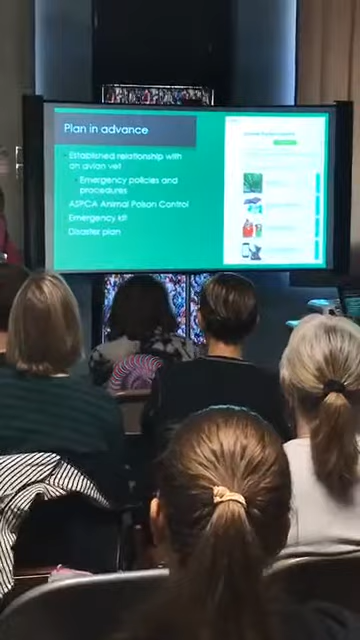 Plan in advance
Established relationship with
an avian vet
Emergency policies and
procedures
ASPCA Animal Poison Control
Emergency kit
Disaster plan